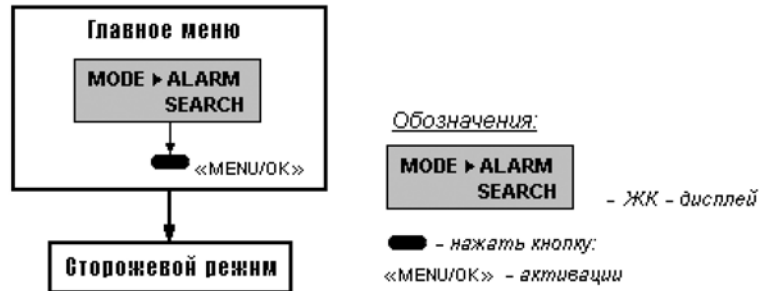 Главное меню
MODE ▸ ALARM
SEARCH
«MENU/OK»
Сторожевой режим
Обозначения:
MODE ▸ ALARM
SEARCH
- ЖК - дисплей
- нажать кнопку:
«MENU/OK» - активации